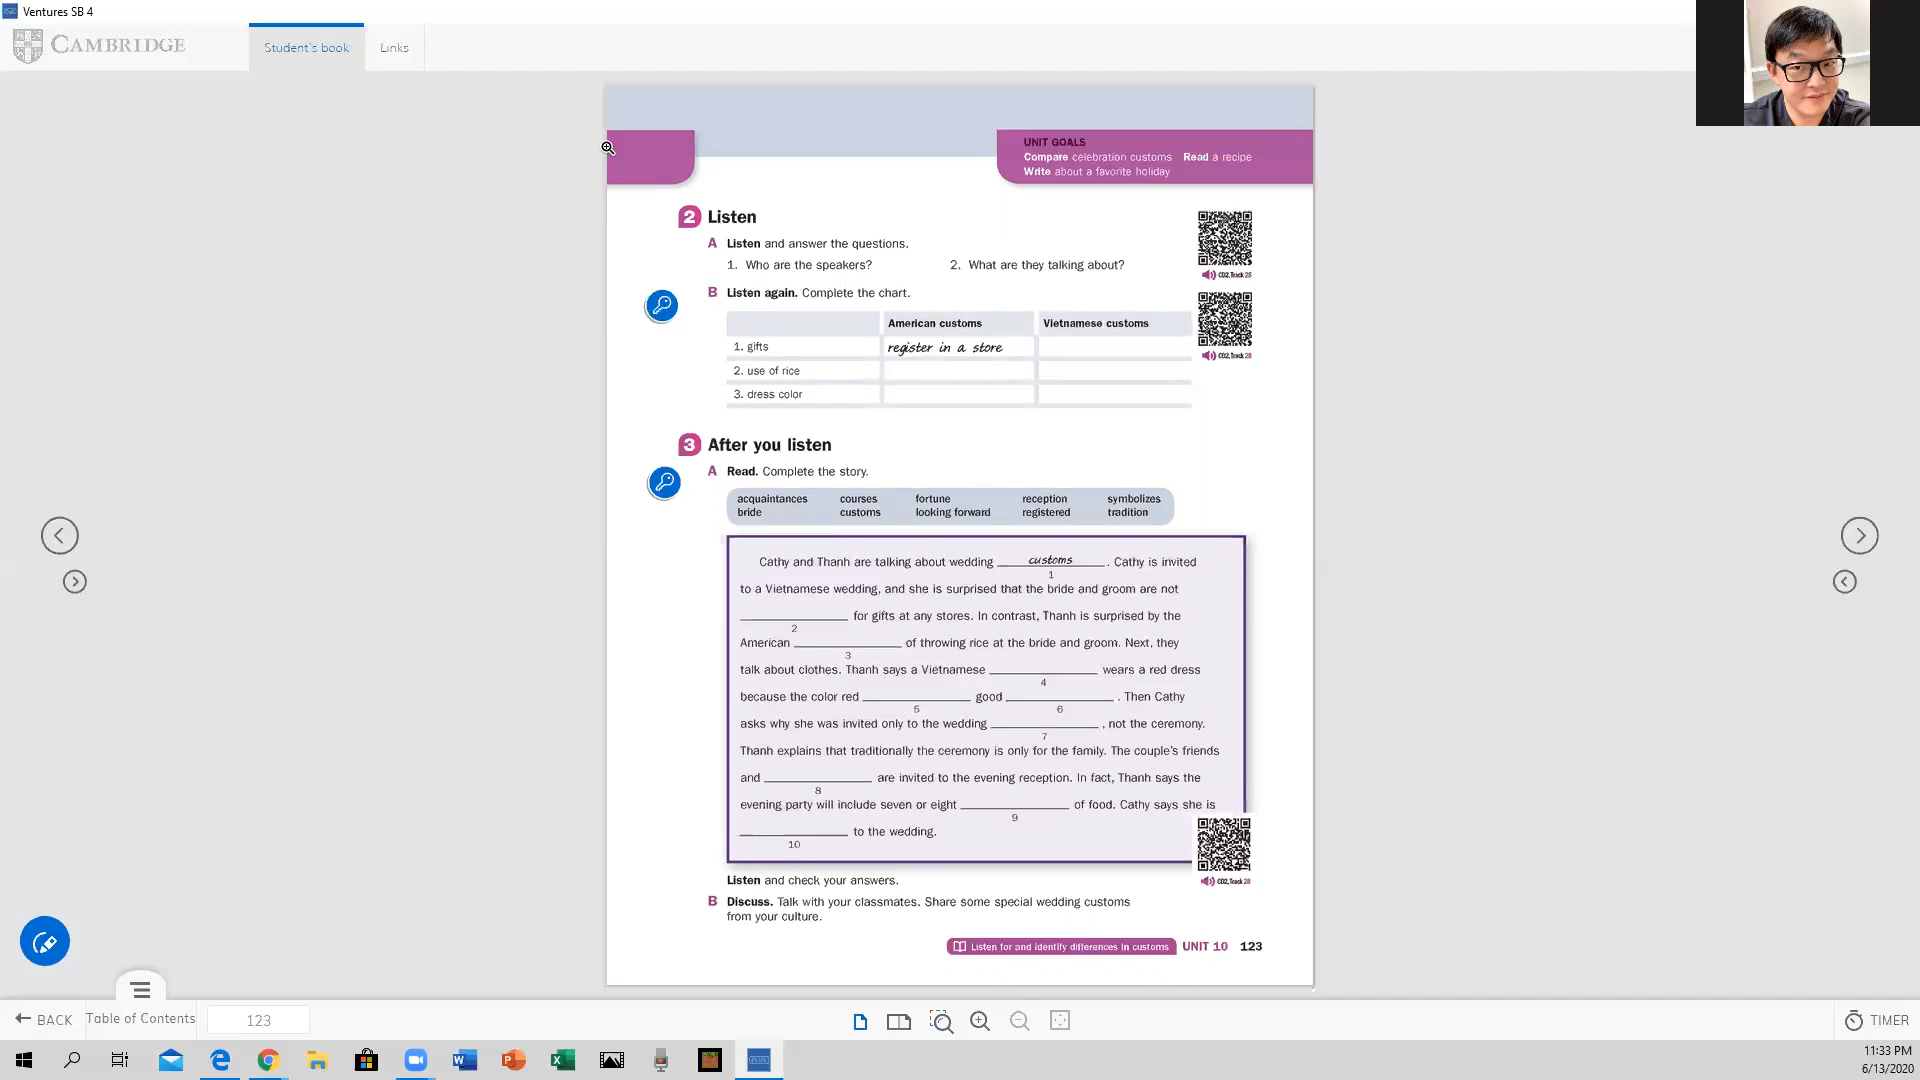 Ventures SB 4
CAMBRIDGE
Student's book
Links
UNIT GOALS
Compare celebration customs Read a recipe
Write about a favorite holiday
2 Listen
A Listen and answer the questions.
1. Who are the speakers? 2. What are they talking about?
CD2, Track 28
B Listen again. Complete the chart.
American customs Vietnamese customs
1. gifts register in a store
CD2, Track 28
2. use of rice
3. dress color
3 After you listen
A Read. Complete the story.
acquaintances courses fortune reception symbolizes
bride customs looking forward registered tradition
Cathy and Thanh are talking about wedding customs . Cathy is invited
1
to a Vietnamese wedding, and she is surprised that the bride and groom are not
for gifts at any stores. In contrast, Thanh is surprised by the
2
American of throwing rice at the bride and groom. Next, they
3
talk about clothes. Thanh says a Vietnamese wears a red dress
4
because the color red good . Then Cathy
5 6
asks why she was invited only to the wedding , not the ceremony.
7
Thanh explains that traditionally the ceremony is only for the family. The couple's friends
and are invited to the evening reception. In fact, Thanh says the
8
evening party will include seven or eight of food. Cathy says she is
9
to the wedding.
10
Listen and check your answers.
CD2, Track 28
B Discuss. Talk with your classmates. Share some special wedding customs
from your culture.
Listen for and identify differences in customs UNIT 10 123
BACK Table of Contents 123 TIMER
11:33 PM
6/13/2020